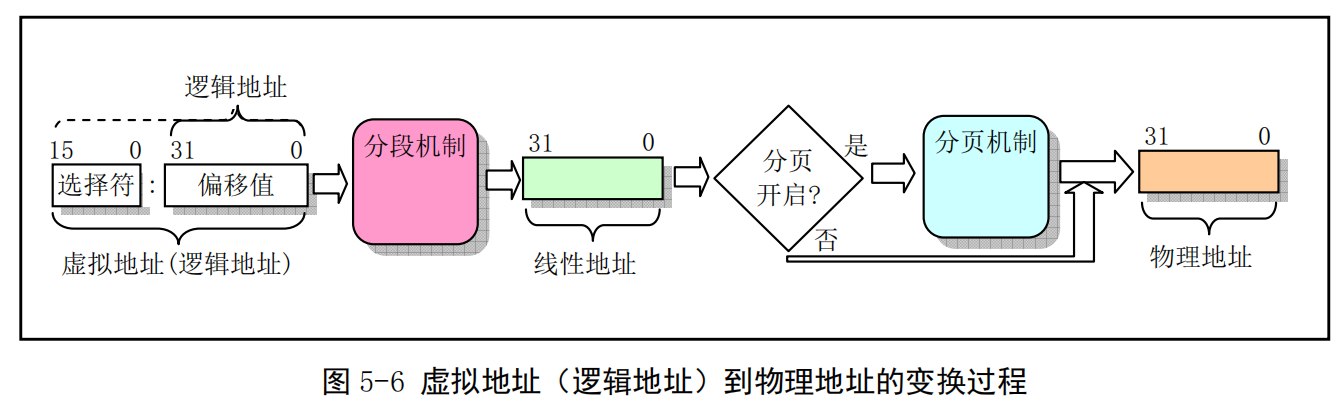 逻辑地址
15 0 31 0
选择符 : 偏移值
虚拟地址(逻辑地址)
分段机制
31 0
线性地址
分页
开启?
是
否
分页机制
31 0
物理地址
图 5-6 虚拟地址（逻辑地址）到物理地址的变换过程